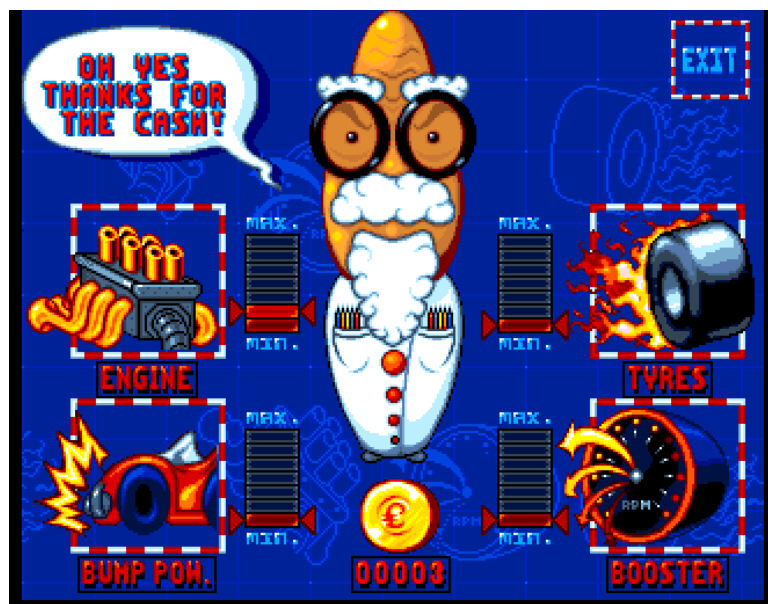 OH YES
THANKS FOR
THE CASH!
EXIT
MAX.
MAX.
MIN.
MIN.
ENGINE
TYRES
MAX.
MAX.
RPM
£
RPM
MIN.
MIN.
BUMP POW.
00003
BOOSTER